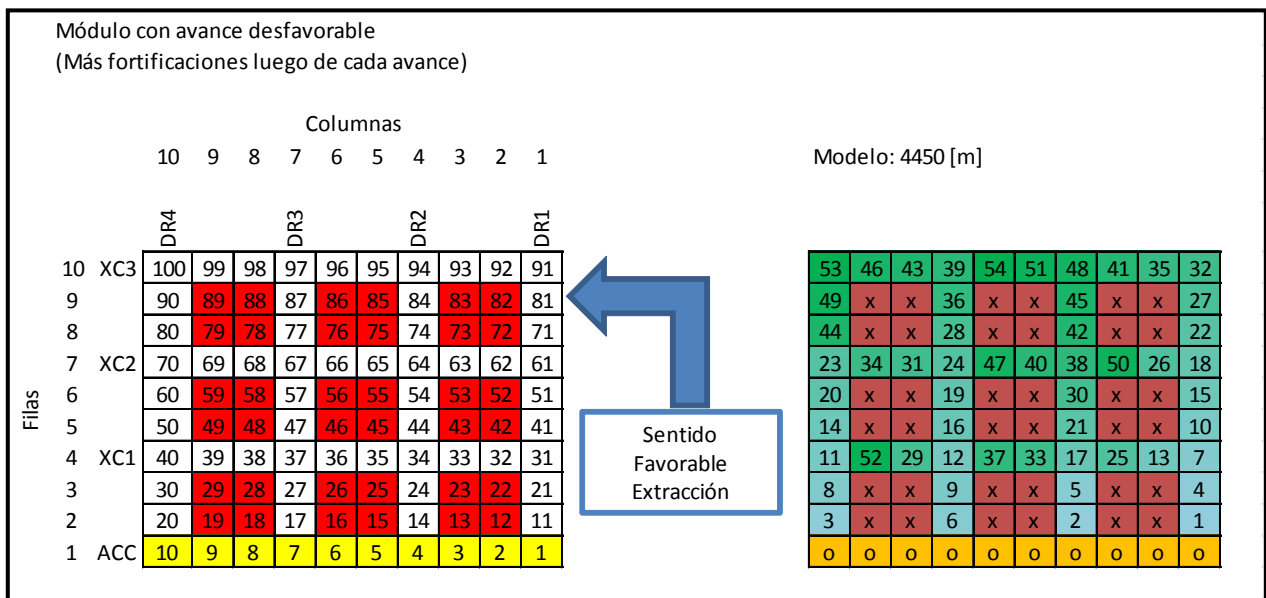 Módulo con avance desfavorable
(Más fortificaciones luego de cada avance)
Columnas
10 9 8 7 6 5 4 3 2 1
Modelo: 4450 [m]
DR4 DR3 DR2 DR1
10 XC3 100 99 98 97 96 95 94 93 92 91
9 90 89 88 87 86 85 84 83 82 81
8 80 79 78 77 76 75 74 73 72 71
7 XC2 70 69 68 67 66 65 64 63 62 61
6 60 59 58 57 56 55 54 53 52 51
5 50 49 48 47 46 45 44 43 42 41
4 XC1 40 39 38 37 36 35 34 33 32 31
3 30 29 28 27 26 25 24 23 22 21
2 20 19 18 17 16 15 14 13 12 11
1 ACC 10 9 8 7 6 5 4 3 2 1
Filas
Sentido
Favorable
Extracción
53 46 43 39 54 51 48 41 35 32
49 x x 36 x x 45 x x 27
44 x x 28 x x 42 x x 22
23 34 31 24 47 40 38 50 26 18
20 x x 19 x x 30 x x 15
14 x x 16 x x 21 x x 10
11 52 29 12 37 33 17 25 13 7
8 x x 9 x x 5 x x 4
3 x x 6 x x 2 x x 1
o o o o o o o o o o